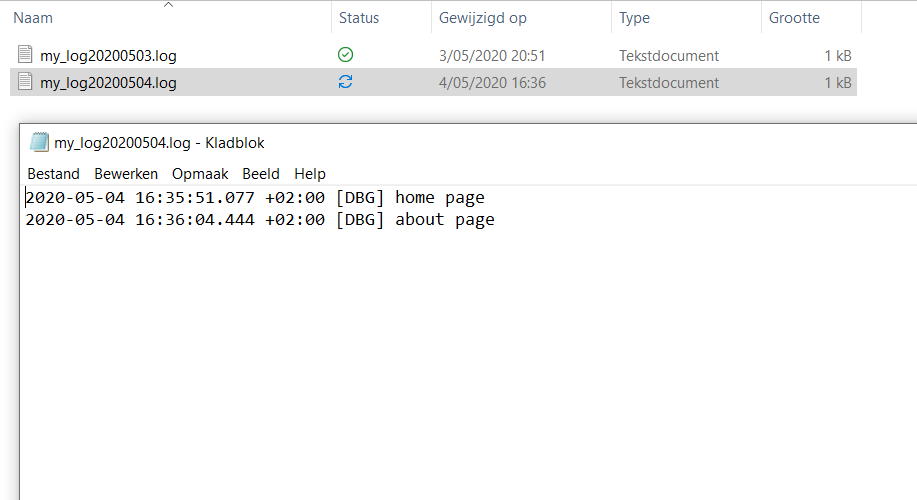 Naam Status Gewijzigd op Type Grootte
my_log20200503.log 3/05/2020 20:51 Tekstdocument 1 kB
my_log20200504.log 4/05/2020 16:36 Tekstdocument 1 kB
my_log20200504.log - Kladblok
Bestand Bewerken Opmaak Beeld Help
2020-05-04 16:35:51.077 +02:00 [DBG] home page
2020-05-04 16:36:04.444 +02:00 [DBG] about page